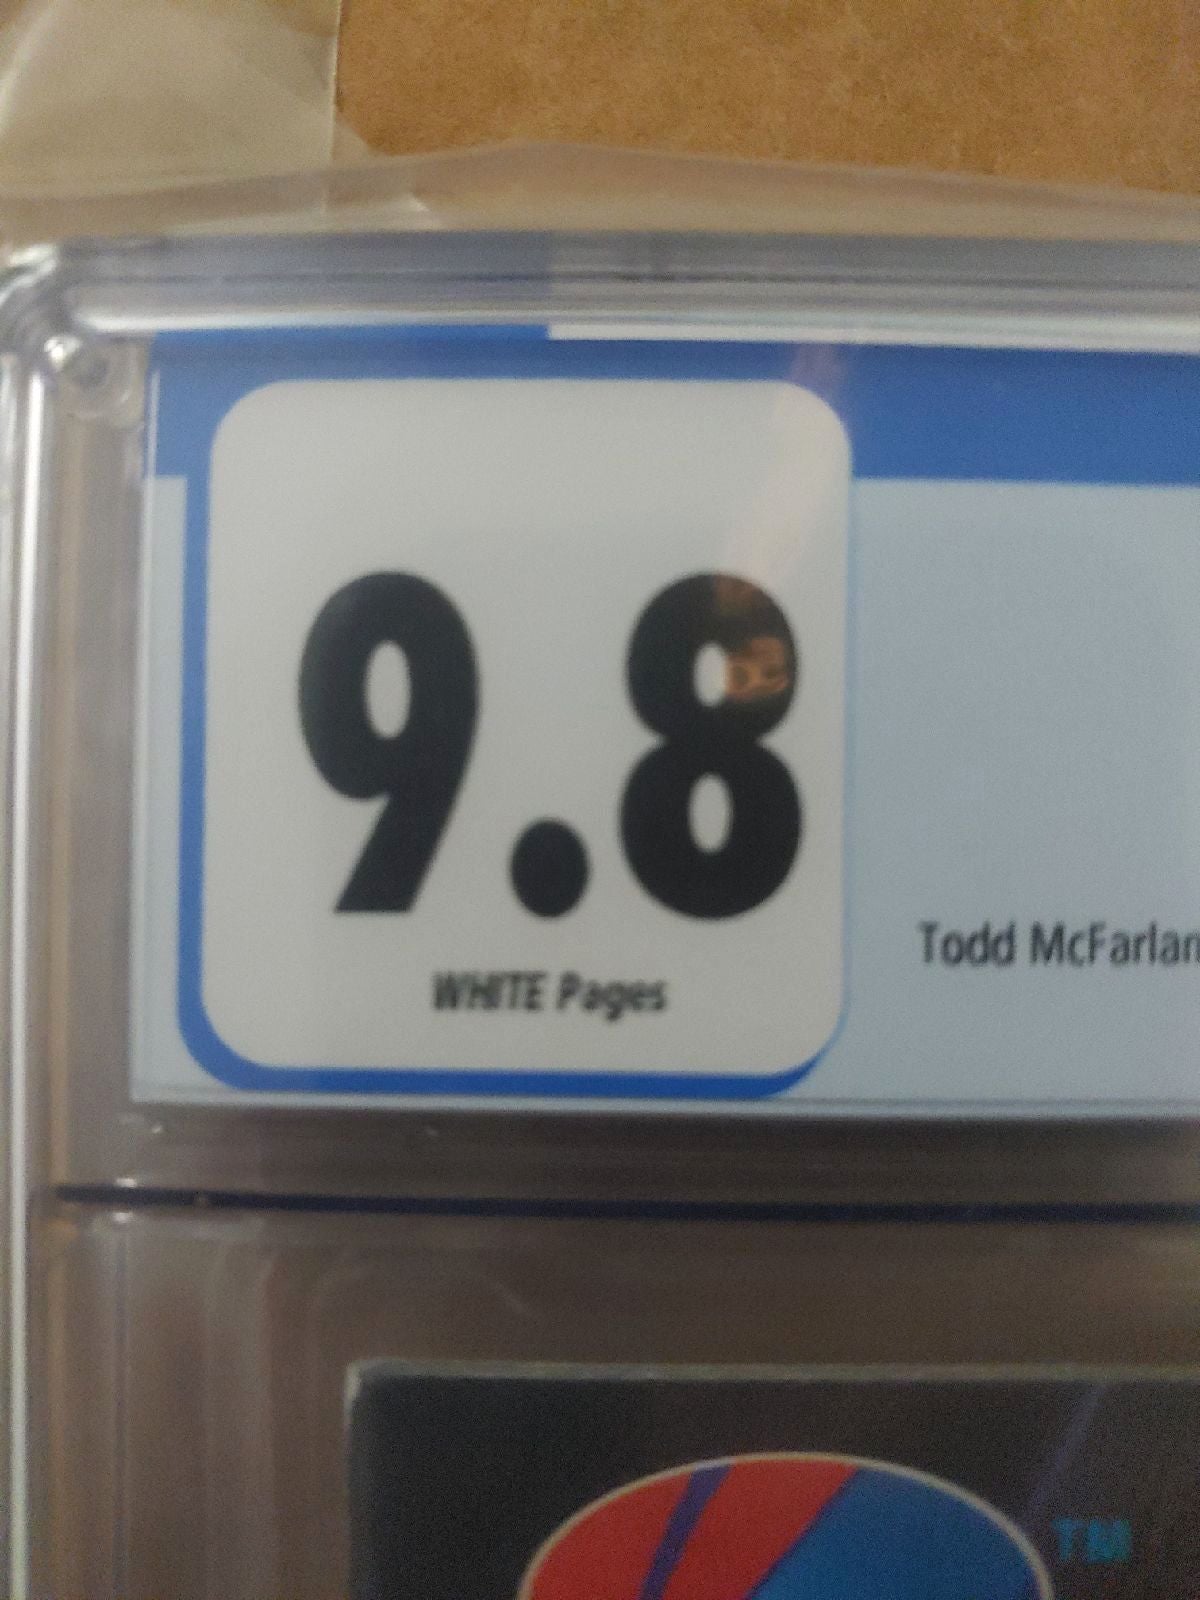 9.8
WHITE Pages
Todd McFarlan
TM